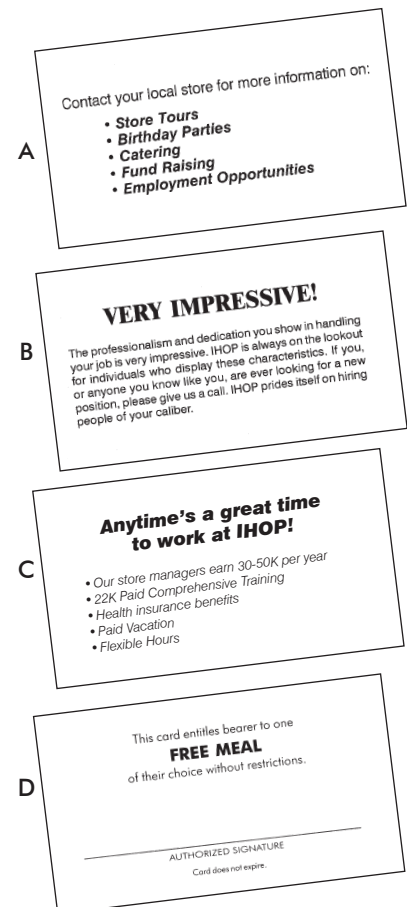 A
Contact your local store for more information on:
• Store Tours
• Birthday Parties
• Catering
• Fund Raising
• Employment Opportunities
B
VERY IMPRESSIVE!
The professionalism and dedication you show in handling
your job is very impressive. IHOP is always on the lookout
for individuals who display these characteristics. If you,
or anyone you know like you, are ever looking for a new
position, please give us a call. IHOP prides itself on hiring
people of your caliber.
C
Anytime's a great time
to work at IHOP!
• Our store managers earn 30-50K per year
• 22K Paid Comprehensive Training
• Health insurance benefits
• Paid Vacation
• Flexible Hours
D
This card entitles bearer to one
FREE MEAL
of their choice without restrictions.
AUTHORIZED SIGNATURE
Card does not expire.